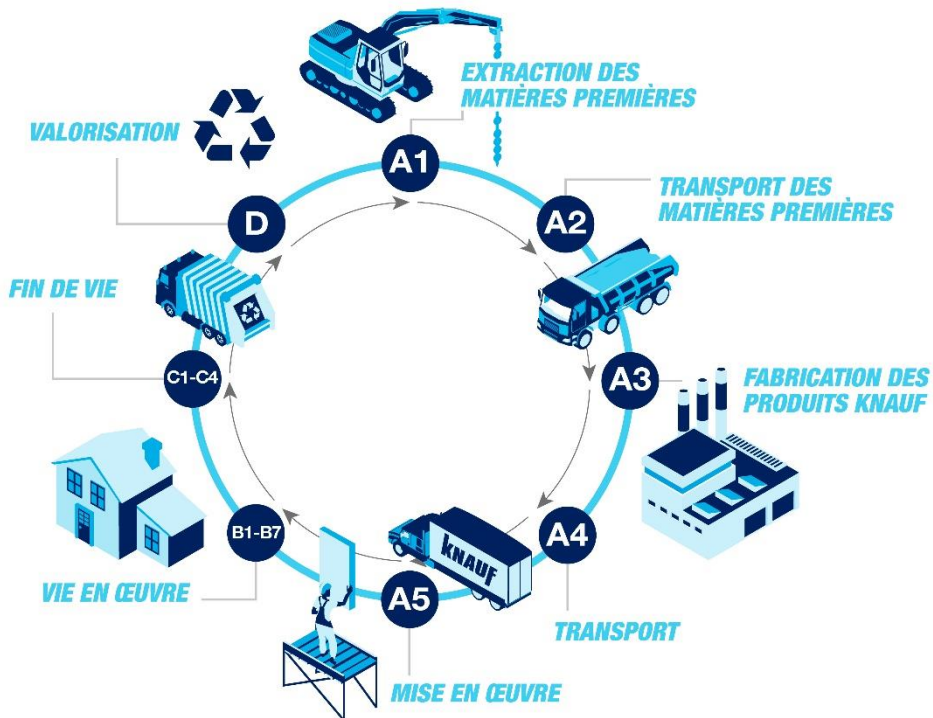 EXTRACTION DES
MATIÈRES PREMIÈRES
A1
TRANSPORT DES
MATIÈRES PREMIÈRES
A2
FABRICATION DES
PRODUITS KNAUF
A3
A4
TRANSPORT
KNAUF
A5
MISE EN ŒUVRE
B1-B7
VIE EN ŒUVRE
C1-C4
FIN DE VIE
D
VALORISATION